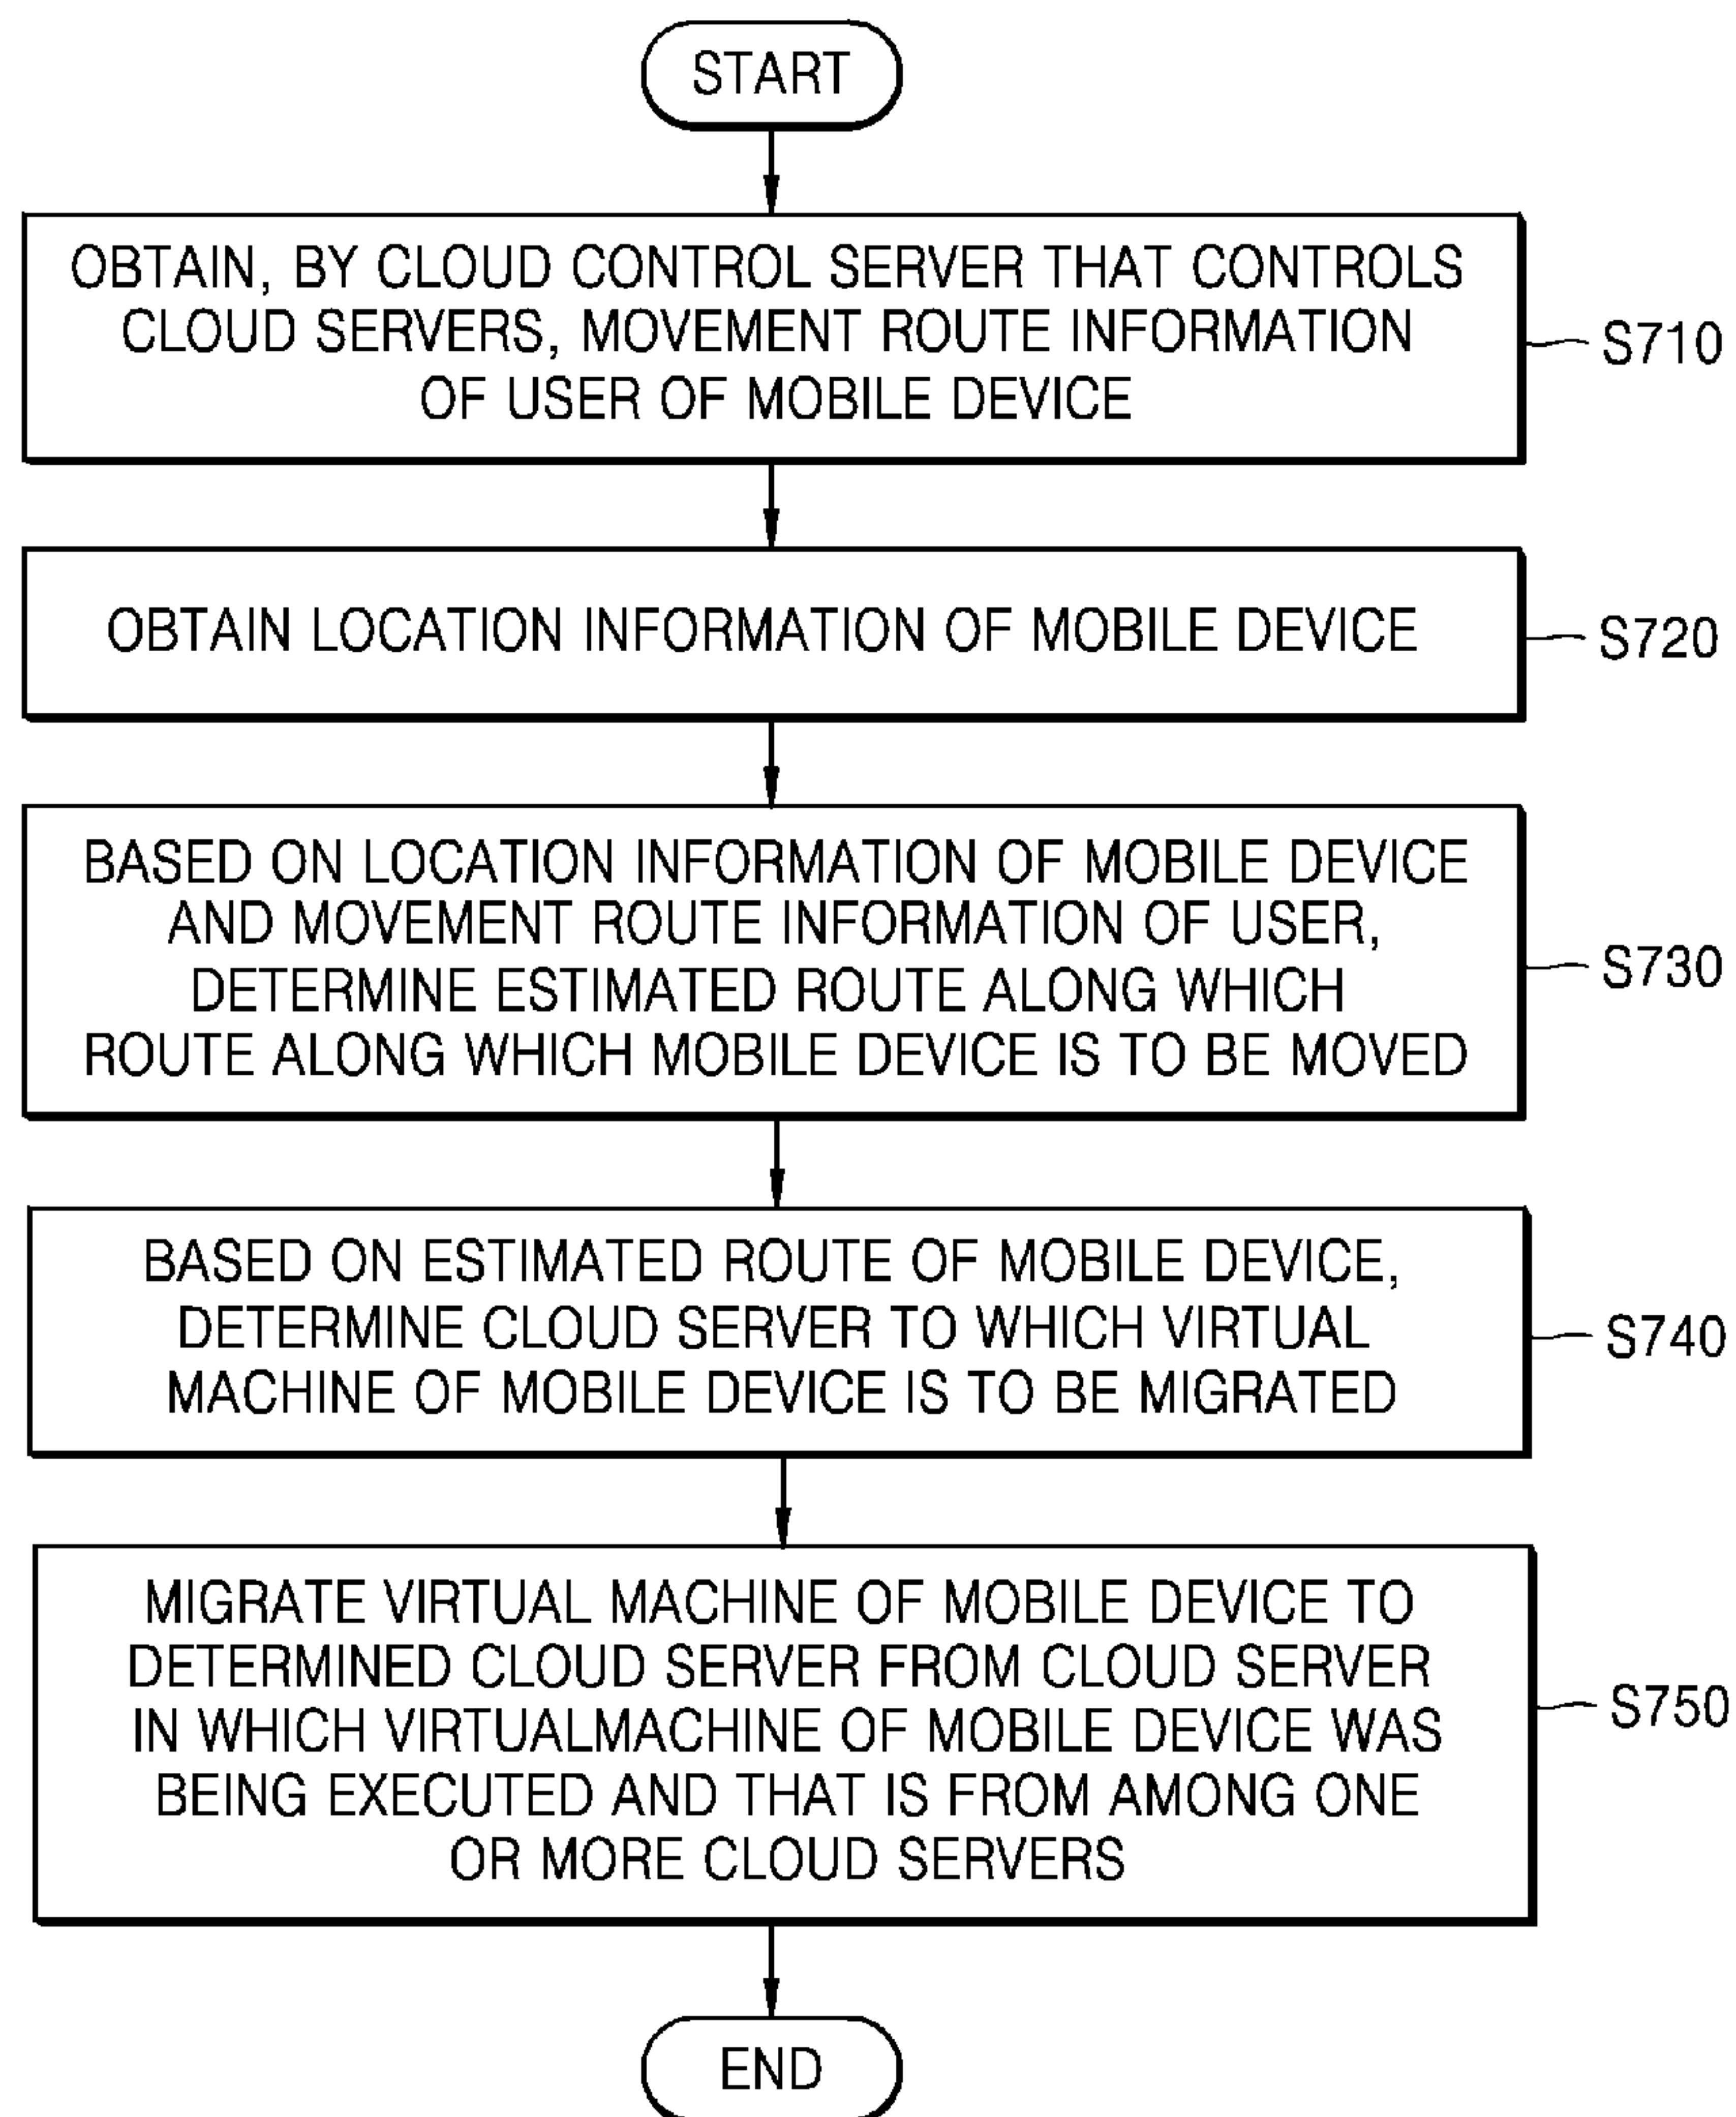 START
OBTAIN, BY CLOUD CONTROL SERVER THAT CONTROLS
CLOUD SERVERS, MOVEMENT ROUTE INFORMATION
OF USER OF MOBILE DEVICE
S710
OBTAIN LOCATION INFORMATION OF MOBILE DEVICE
S720
BASED ON LOCATION INFORMATION OF MOBILE DEVICE
AND MOVEMENT ROUTE INFORMATION OF USER,
DETERMINE ESTIMATED ROUTE ALONG WHICH
ROUTE ALONG WHICH MOBILE DEVICE IS TO BE MOVED
S730
BASED ON ESTIMATED ROUTE OF MOBILE DEVICE,
DETERMINE CLOUD SERVER TO WHICH VIRTUAL
MACHINE OF MOBILE DEVICE IS TO BE MIGRATED
S740
MIGRATE VIRTUAL MACHINE OF MOBILE DEVICE TO
DETERMINED CLOUD SERVER FROM CLOUD SERVER
IN WHICH VIRTUALMACHINE OF MOBILE DEVICE WAS
BEING EXECUTED AND THAT IS FROM AMONG ONE
OR MORE CLOUD SERVERS
S750
END